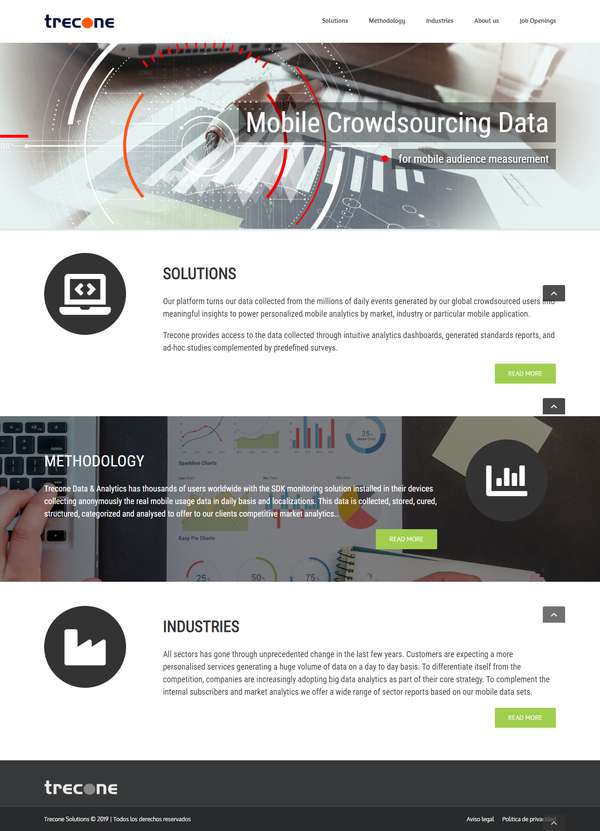 trecone
Solutions Methodology Industries About us Job Openings
Mobile Crowdsourcing Data
for mobile audience measurement
SOLUTIONS
Our platform turns our data collected from the millions of daily events generated by our global crowdsourced users into
meaningful insights to power personalized mobile analytics by market, industry or particular mobile application.
Trecone provides access to the data collected through intuitive analytics dashboards, generated standards reports, and
ad-hoc studies complemented by predefined surveys.
READ MORE
METHODOLOGY
Trecone Data & Analytics has thousands of users worldwide with the SDK monitoring solution installed in their devices
collecting anonymously the real mobile usage data in daily basis and localizations. This data is collected, stored, cured,
structured, categorized and analysed to offer to our clients competitive market analytics..
READ MORE
Sparkline Charts
Easy Pie Charts
35%
25%
50%
75%
INDUSTRIES
All sectors has gone through unprecedented change in the last few years. Customers are expecting a more
personalised services generating a huge volume of data on a day to day basis. To differentiate itself from the
competition, companies are increasingly adopting big data analytics as part of their core strategy. To complement the
internal subscribers and market analytics we offer a wide range of sector reports based on our mobile data sets.
READ MORE
trecone
Trecone Solutions © 2019 | Todos los derechos reservados
Aviso legal Política de privacidad